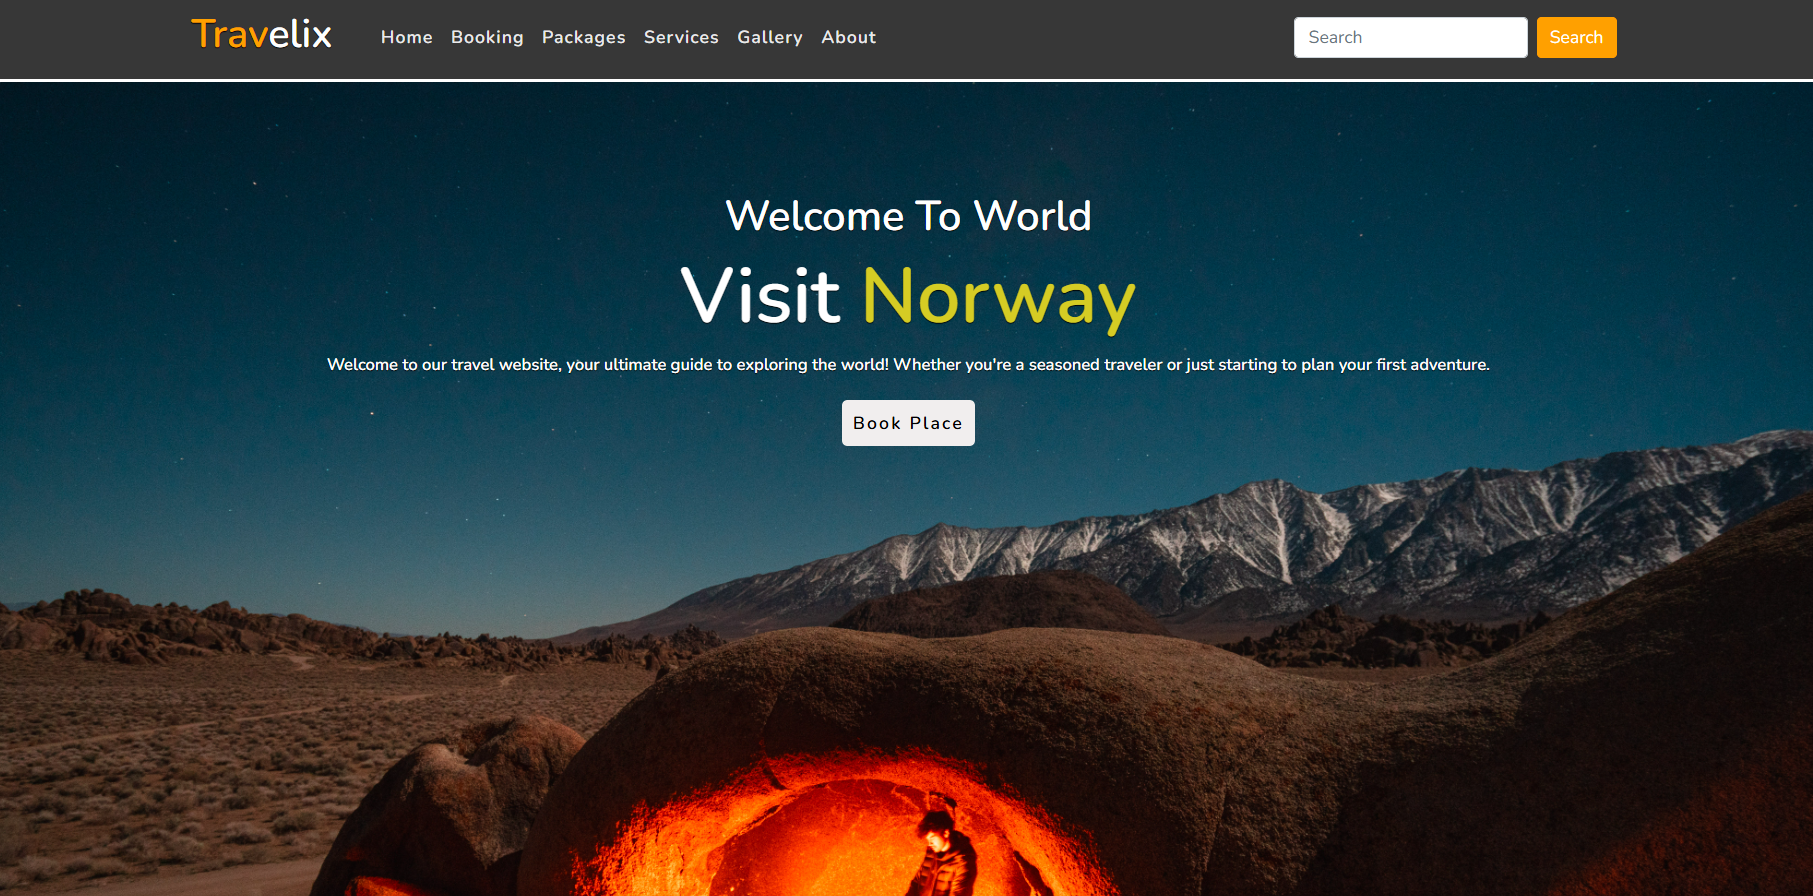 Travelix Home Booking Packages Services Gallery About Search Search
Welcome To World
Visit Norway
Welcome to our travel website, your ultimate guide to exploring the world! Whether you're a seasoned traveler or just starting to plan your first adventure.
Book Place